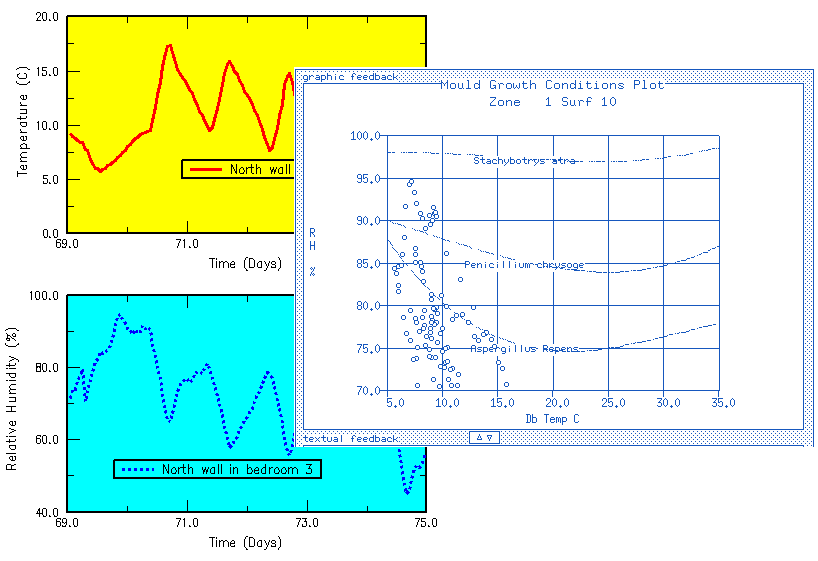 20.0
15.0
10.0
5.0
0.0
Temperature (C)
North wall
69.0 71.0
Time (Days)
100.0
80.0
60.0
40.0
Relative Humidity (%)
North wall in bedroom 3
69.0 71.0 73.0 75.0
Time (Days)
graphic feedback
Mould Growth Conditions Plot
Zone 1 Surf 10
100.0
95.0
90.0
85.0
80.0
75.0
70.0
R
H
%
Stachybotrys atra
Penicillium chrysoge
Aspergillus Repens
5.0 10.0 15.0 20.0 25.0 30.0 35.0
Db Temp C
textual feedback